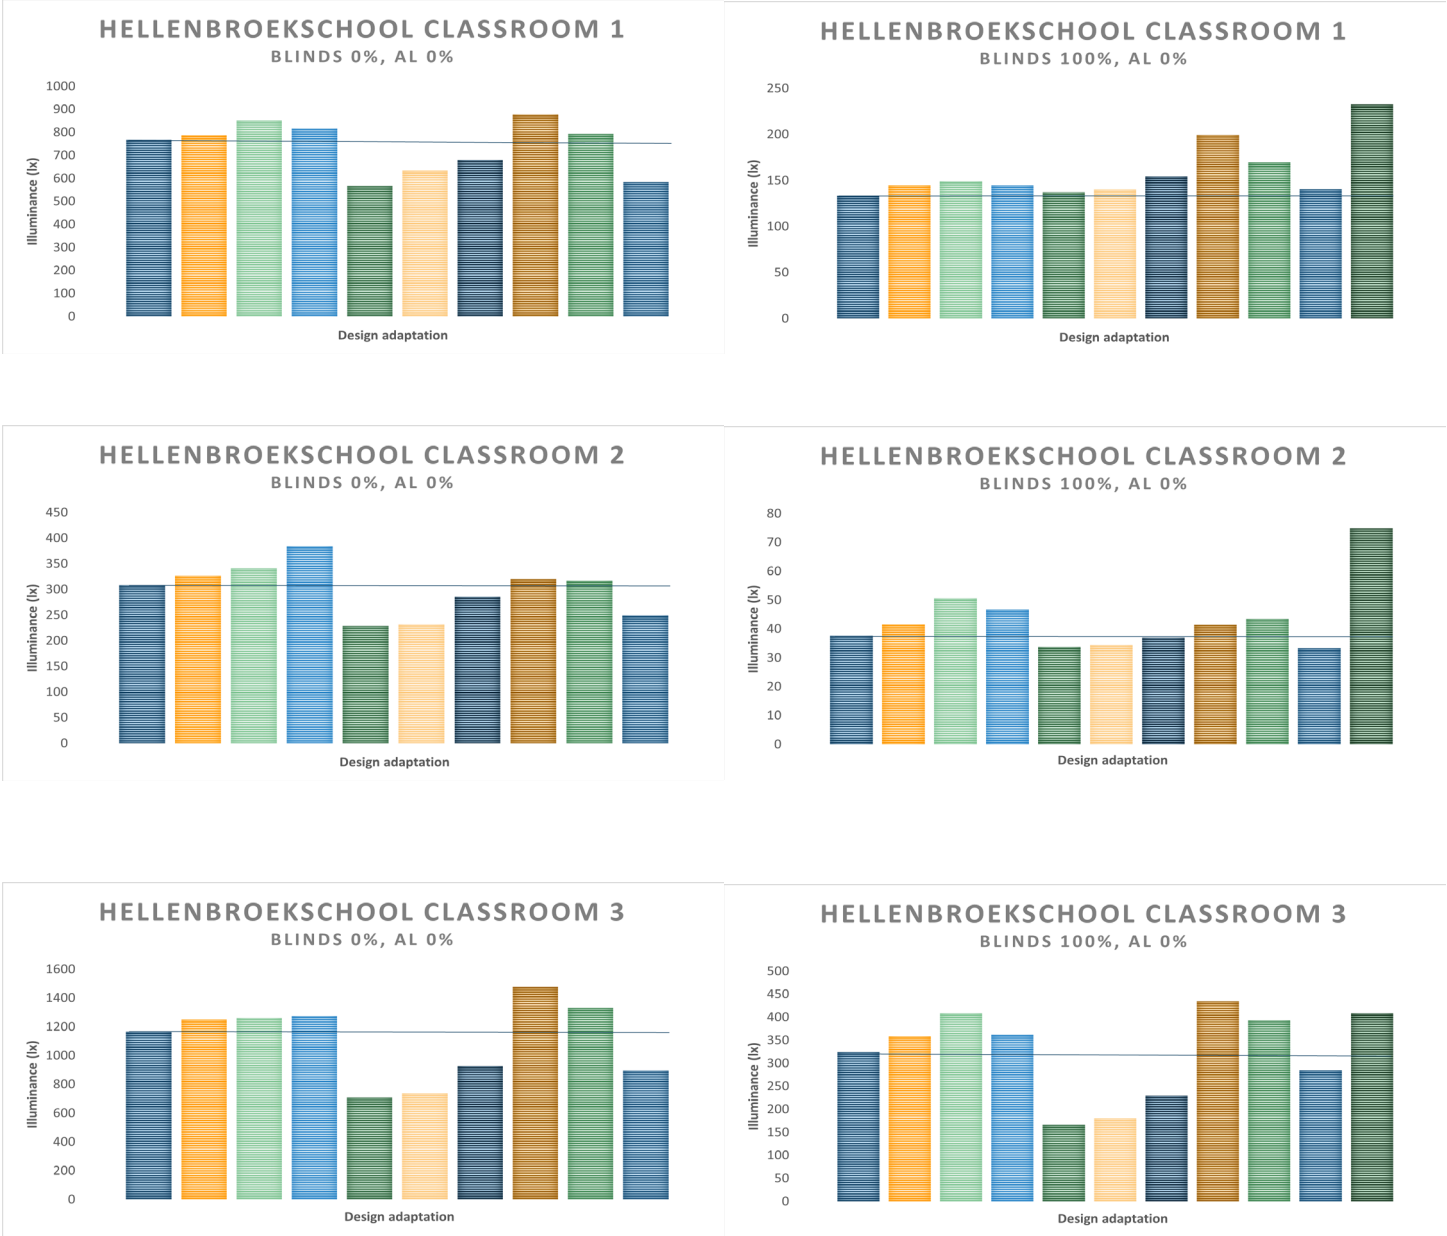 HELLENBROEKSCHOOL CLASSROOM 1
BLINDS 0%, AL 0%
1000
900
800
700
600
500
400
300
200
100
0
Illuminance (lx)
Design adaptation
HELLENBROEKSCHOOL CLASSROOM 1
BLINDS 100%, AL 0%
250
200
150
100
50
0
Illuminance (lx)
Design adaptation
HELLENBROEKSCHOOL CLASSROOM 2
BLINDS 0%, AL 0%
450
400
350
300
250
200
150
100
50
0
Illuminance (lx)
Design adaptation
HELLENBROEKSCHOOL CLASSROOM 2
BLINDS 100%, AL 0%
80
70
60
50
40
30
20
10
0
Illuminance (lx)
Design adaptation
HELLENBROEKSCHOOL CLASSROOM 3
BLINDS 0%, AL 0%
1600
1400
1200
1000
800
600
400
200
0
Illuminance (lx)
Design adaptation
HELLENBROEKSCHOOL CLASSROOM 3
BLINDS 100%, AL 0%
500
450
400
350
300
250
200
150
100
50
0
Illuminance (lx)
Design adaptation